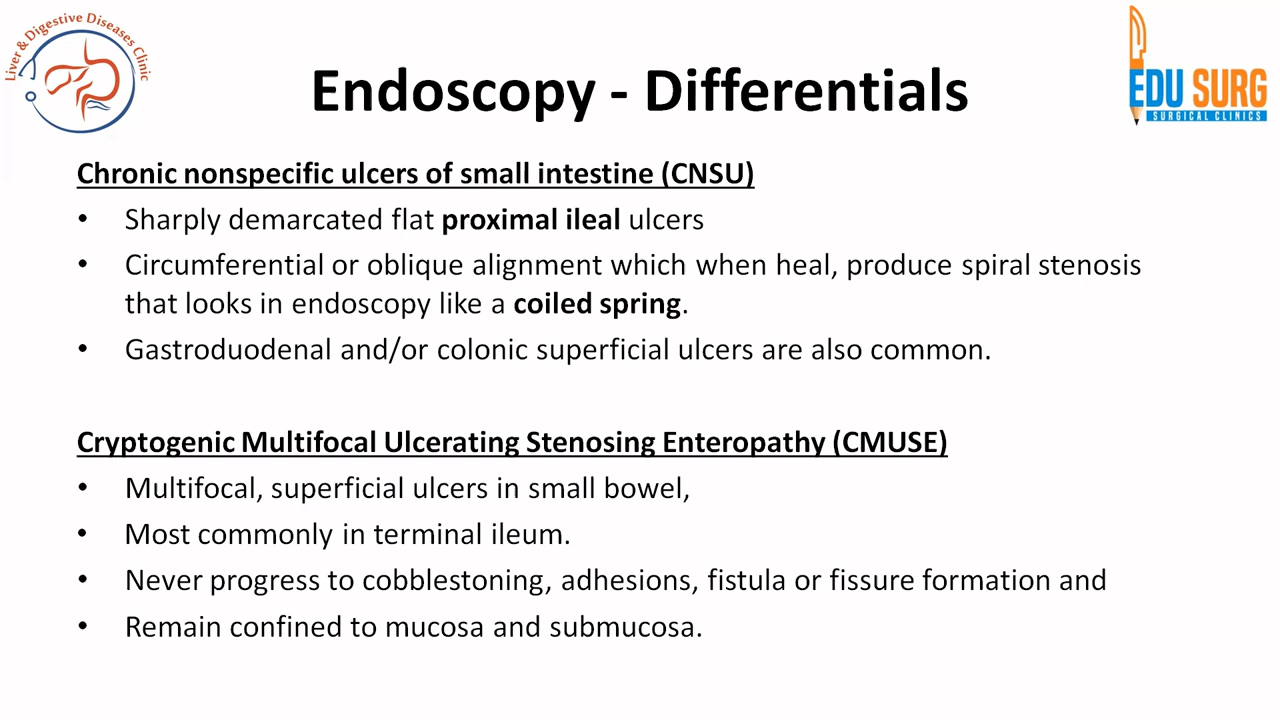 Liver & Digestive Diseases Clinic
EDU SURG
SURGICAL CLINICS
Endoscopy - Differentials
Chronic nonspecific ulcers of small intestine (CNSU)
• Sharply demarcated flat proximal ileal ulcers
• Circumferential or oblique alignment which when heal, produce spiral stenosis
that looks in endoscopy like a coiled spring.
• Gastroduodenal and/or colonic superficial ulcers are also common.
Cryptogenic Multifocal Ulcerating Stenosing Enteropathy (CMUSE)
• Multifocal, superficial ulcers in small bowel,
• Most commonly in terminal ileum.
• Never progress to cobblestoning, adhesions, fistula or fissure formation and
• Remain confined to mucosa and submucosa.